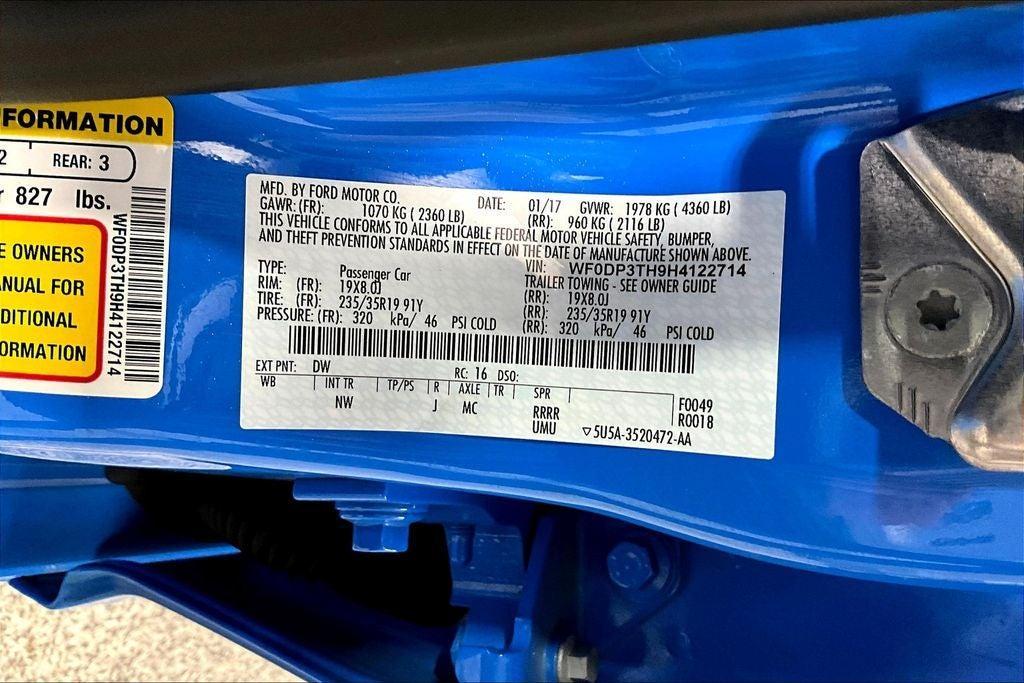 FORMATION
2 REAR: 3
827 lbs.
E OWNERS
ANUAL FOR
DITIONAL
ORMATION
WF0DP3TH9H4122714
MFD. BY FORD MOTOR CO. DATE: 01/17 GVWR: 1978 KG ( 4360 LB)
GAWR: (FR): 1070 KG ( 2360 LB) (RR): 960 KG ( 2116 LB)
THIS VEHICLE CONFORMS TO ALL APPLICABLE FEDERAL MOTOR VEHICLE SAFETY, BUMPER,
AND THEFT PREVENTION STANDARDS IN EFFECT ON THE DATE OF MANUFACTURE SHOWN ABOVE.
VIN: WF0DP3TH9H4122714
TYPE: Passenger Car TRAILER TOWING - SEE OWNER GUIDE
RIM: (FR): 19X8.0J (RR): 19X8.0J
TIRE: (FR): 235/35R19 91Y (RR): 235/35R19 91Y
PRESSURE: (FR): 320 kPa/ 46 PSI COLD (RR): 320 kPa/ 46 PSI COLD
EXT PNT: DW RC: 16 DSO:
WB INT TR TP/PS R AXLE TR SPR
NW J MC RRRR F0049
UMU R0018
▽5U5A-3520472-AA